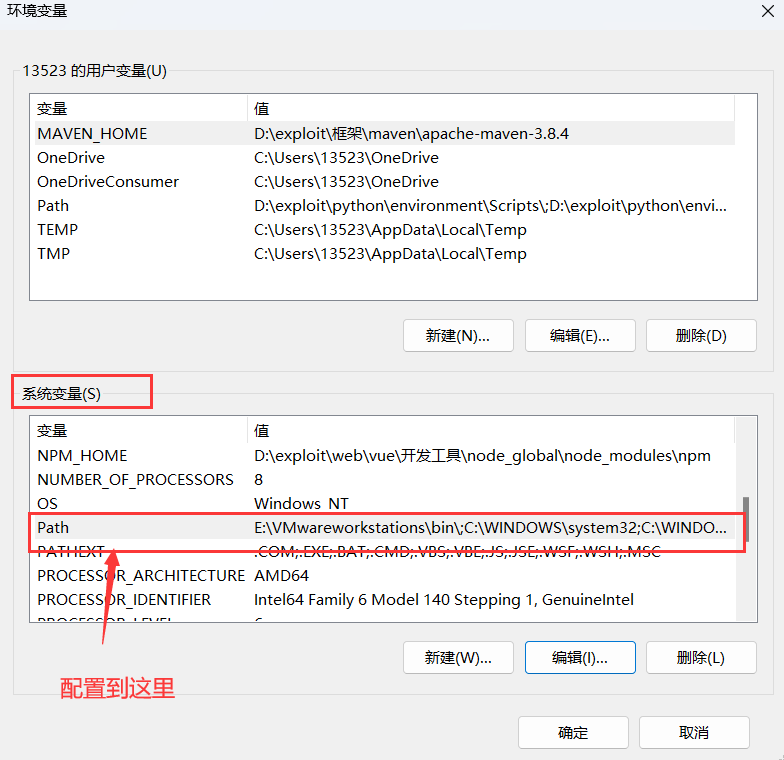 环境变量
13523 的用户变量(U)
变量 值
MAVEN_HOME D:\exploit\框架\maven\apache-maven-3.8.4
OneDrive C:\Users\13523\OneDrive
OneDriveConsumer C:\Users\13523\OneDrive
Path D:\exploit\python\environment\Scripts\;D:\exploit\python\envi...
TEMP C:\Users\13523\AppData\Local\Temp
TMP C:\Users\13523\AppData\Local\Temp
新建(N)... 编辑(E)... 删除(D)
系统变量(S)
变量 值
NPM_HOME D:\exploit\web\vue\开发工具\node_global\node_modules\npm
NUMBER_OF_PROCESSORS 8
OS Windows_NT
Path E:\VMwareworkstations\bin\;C:\WINDOWS\system32;C:\WINDO...
PATHEXT .COM;.EXE;.BAT;.CMD;.VBS;.VBE;.JS;.JSE;.WSF;.WSH;.MSC
PROCESSOR_ARCHITECTURE AMD64
PROCESSOR_IDENTIFIER Intel64 Family 6 Model 140 Stepping 1, GenuineIntel
新建(W)... 编辑(I)... 删除(L)
配置到这里
确定 取消